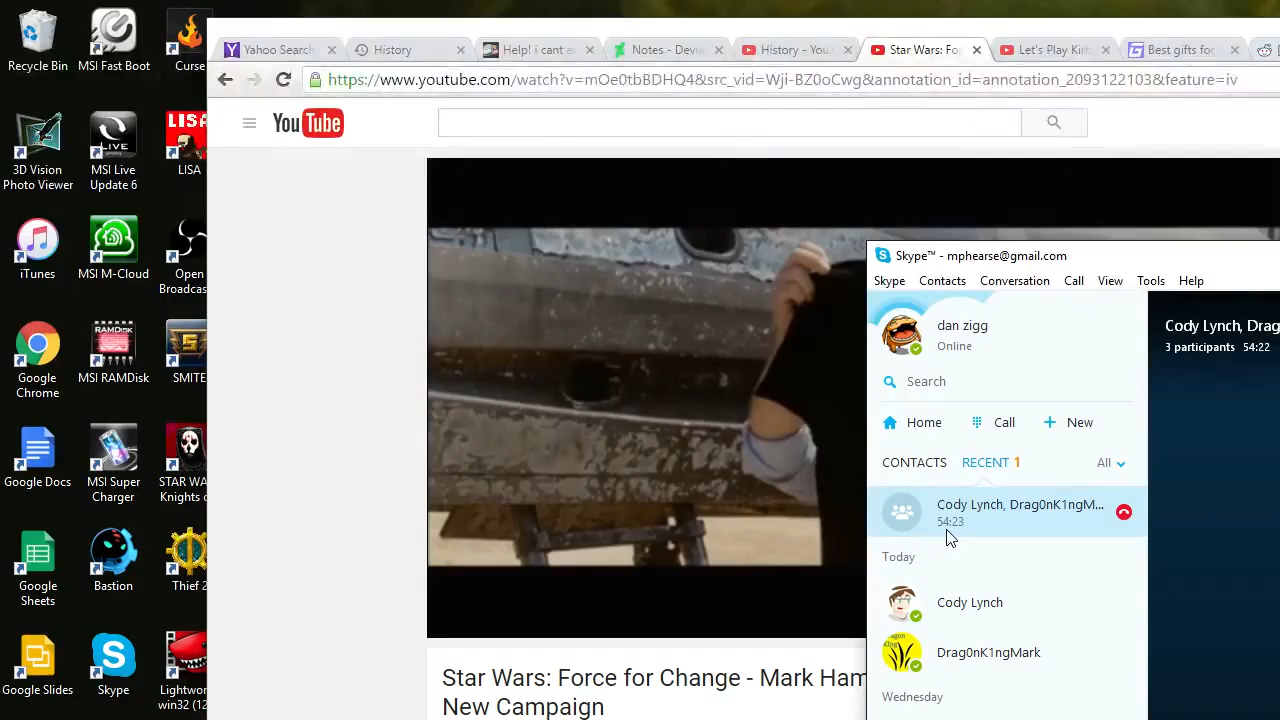 Recycle Bin
MSI Fast Boot
Curse
3D Vision
Photo Viewer
MSI Live
Update 6
LISA
iTunes
MSI M-Cloud
Open
Broadcas
Google
Chrome
MSI RAMDisk
SMITE
Google Docs
MSI Super
Charger
STAR WA
Knights o
Google
Sheets
Bastion
Thief 2
Google Slides
Skype
Lightwor
win32 (12
Yahoo Search
History
Help! i cant e
Notes - Devia
History - You
Star Wars: Fo
Let's Play Kin
Best gifts for
https://www.youtube.com/watch?v=mOe0tbBDHQ4&src_vid=Wji-BZ0oCwg&annotation_id=annotation_2093122103&feature=iv
YouTube
Star Wars: Force for Change - Mark Ham
New Campaign
Skype™ - mphearse@gmail.com
Skype Contacts Conversation Call View Tools Help
dan zigg
Online
Search
Home Call New
CONTACTS RECENT 1 All
Cody Lynch, Drag0nK1ngM...
54:23
Today
Cody Lynch
Drag0nK1ngMark
Wednesday
Cody Lynch, Drag
3 participants 54:22